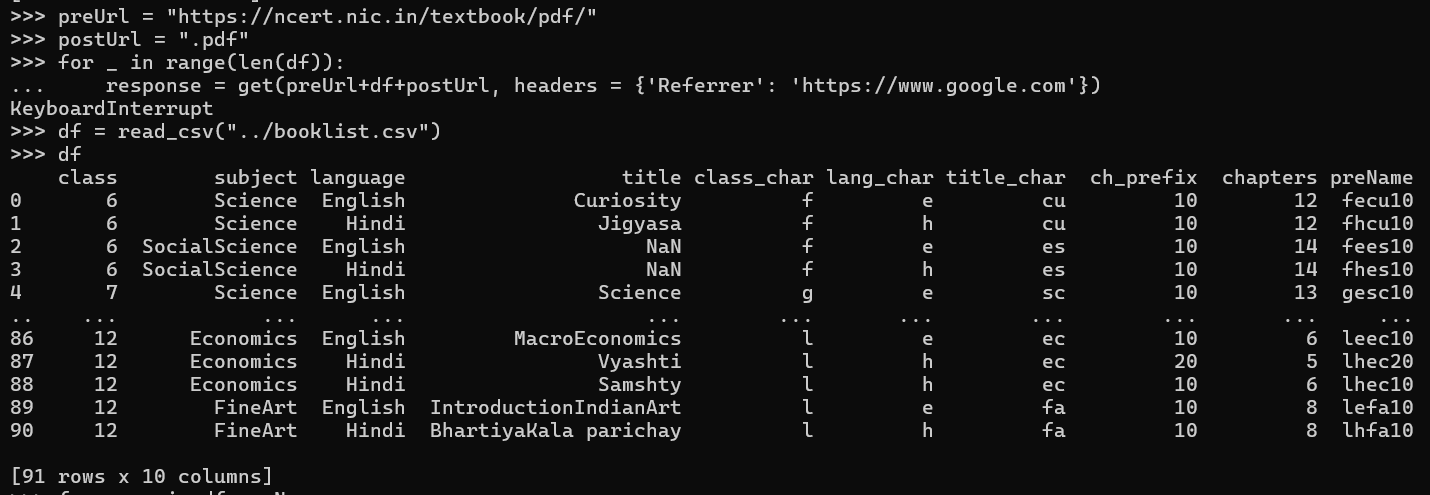 >>> preUrl = "https://ncert.nic.in/textbook/pdf/"
>>> postUrl = ".pdf"
>>> for _ in range(len(df)):
...     response = get(preUrl+df+postUrl, headers = {'Referrer': 'https://www.google.com'})
KeyboardInterrupt
>>> df = read_csv("../booklist.csv")
>>> df
    class        subject language                 title class_char lang_char title_char  ch_prefix  chapters preName
0       6        Science  English             Curiosity          f         e         cu         10        12  fecu10
1       6        Science    Hindi               Jigyasa          f         h         cu         10        12  fhcu10
2       6  SocialScience  English                   NaN          f         e         es         10        14  fees10
3       6  SocialScience    Hindi                   NaN          f         h         es         10        14  fhes10
4       7        Science  English               Science          g         e         sc         10        13  gesc10
..    ...            ...      ...                   ...        ...       ...        ...        ...       ...     ...
86     12      Economics  English        MacroEconomics          l         e         ec         10         6  leec10
87     12      Economics    Hindi               Vyashti          l         h         ec         20         5  lhec20
88     12      Economics    Hindi               Samshty          l         h         ec         10         6  lhec10
89     12        FineArt  English  IntroductionIndianArt          l         e         fa         10         8  lefa10
90     12        FineArt    Hindi  BhartiyaKala parichay          l         h         fa         10         8  lhfa10
[91 rows x 10 columns]